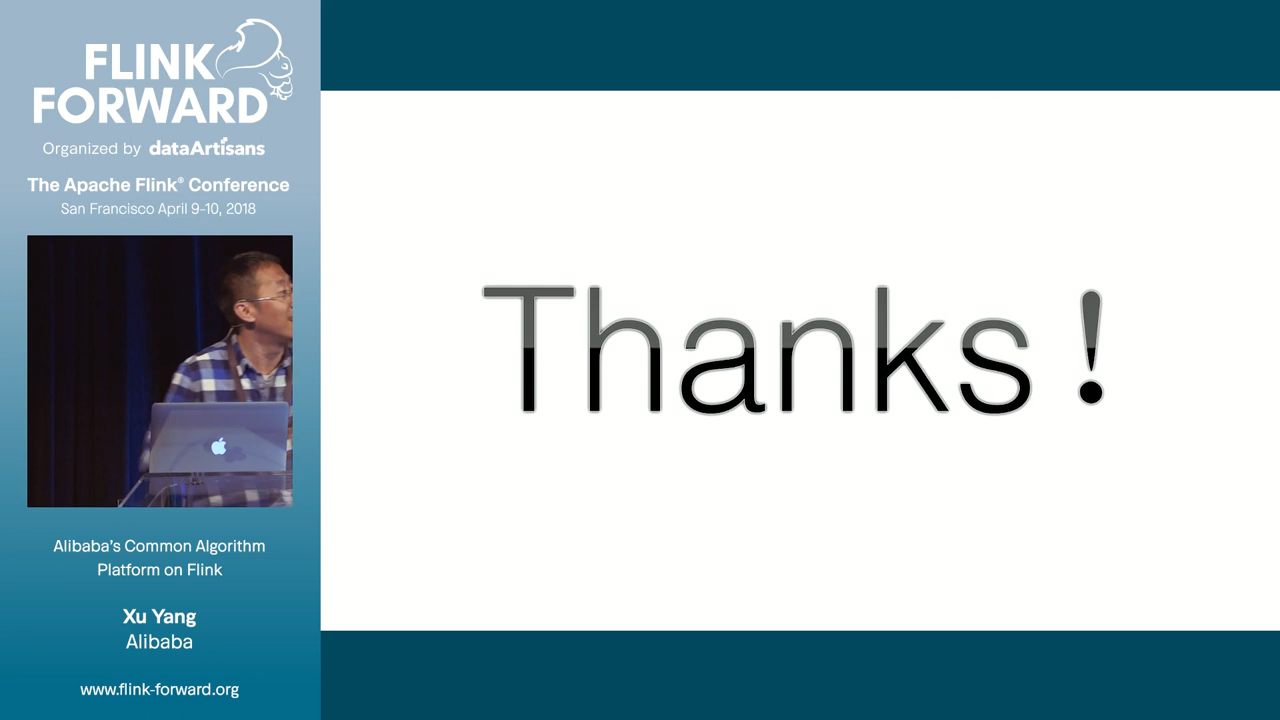 FLINK
FORWARD
Organized by dataArtisans
The Apache Flink® Conference
San Francisco April 9-10, 2018
Alibaba's Common Algorithm
Platform on Flink
Xu Yang
Alibaba
www.flink-forward.org
Thanks!